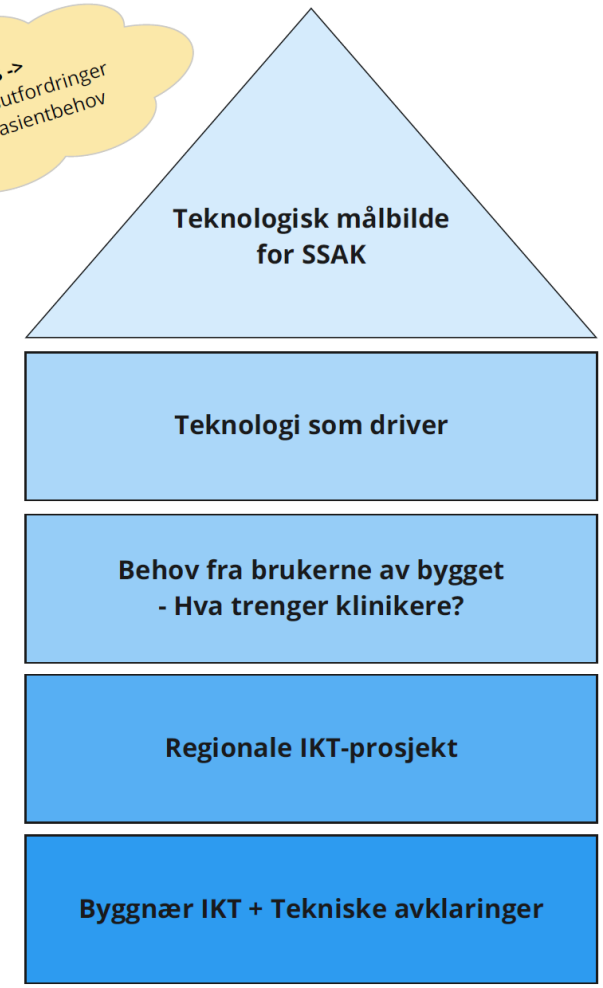 ->
utfordringer
asientbehov
Teknologisk målbilde
for SSAK
Teknologi som driver
Behov fra brukerne av bygget
- Hva trenger klinikere?
Regionale IKT-prosjekt
Byggnær IKT + Tekniske avklaringer